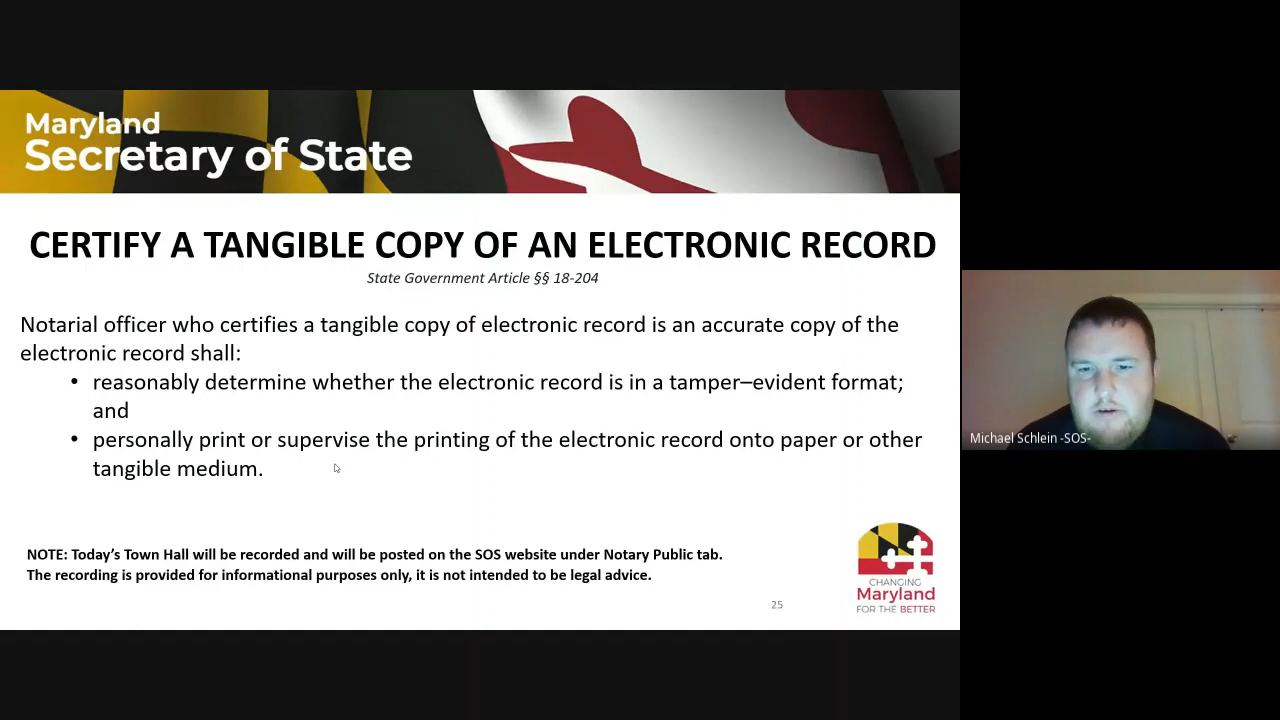 Maryland
Secretary of State
CERTIFY A TANGIBLE COPY OF AN ELECTRONIC RECORD
State Government Article §§ 18-204
Notarial officer who certifies a tangible copy of electronic record is an accurate copy of the
electronic record shall:
• reasonably determine whether the electronic record is in a tamper–evident format;
and
• personally print or supervise the printing of the electronic record onto paper or other
tangible medium.
Michael Schlein -SOS-
NOTE: Today's Town Hall will be recorded and will be posted on the SOS website under Notary Public tab.
The recording is provided for informational purposes only, it is not intended to be legal advice.
CHANGING
Maryland
FOR THE BETTER
25